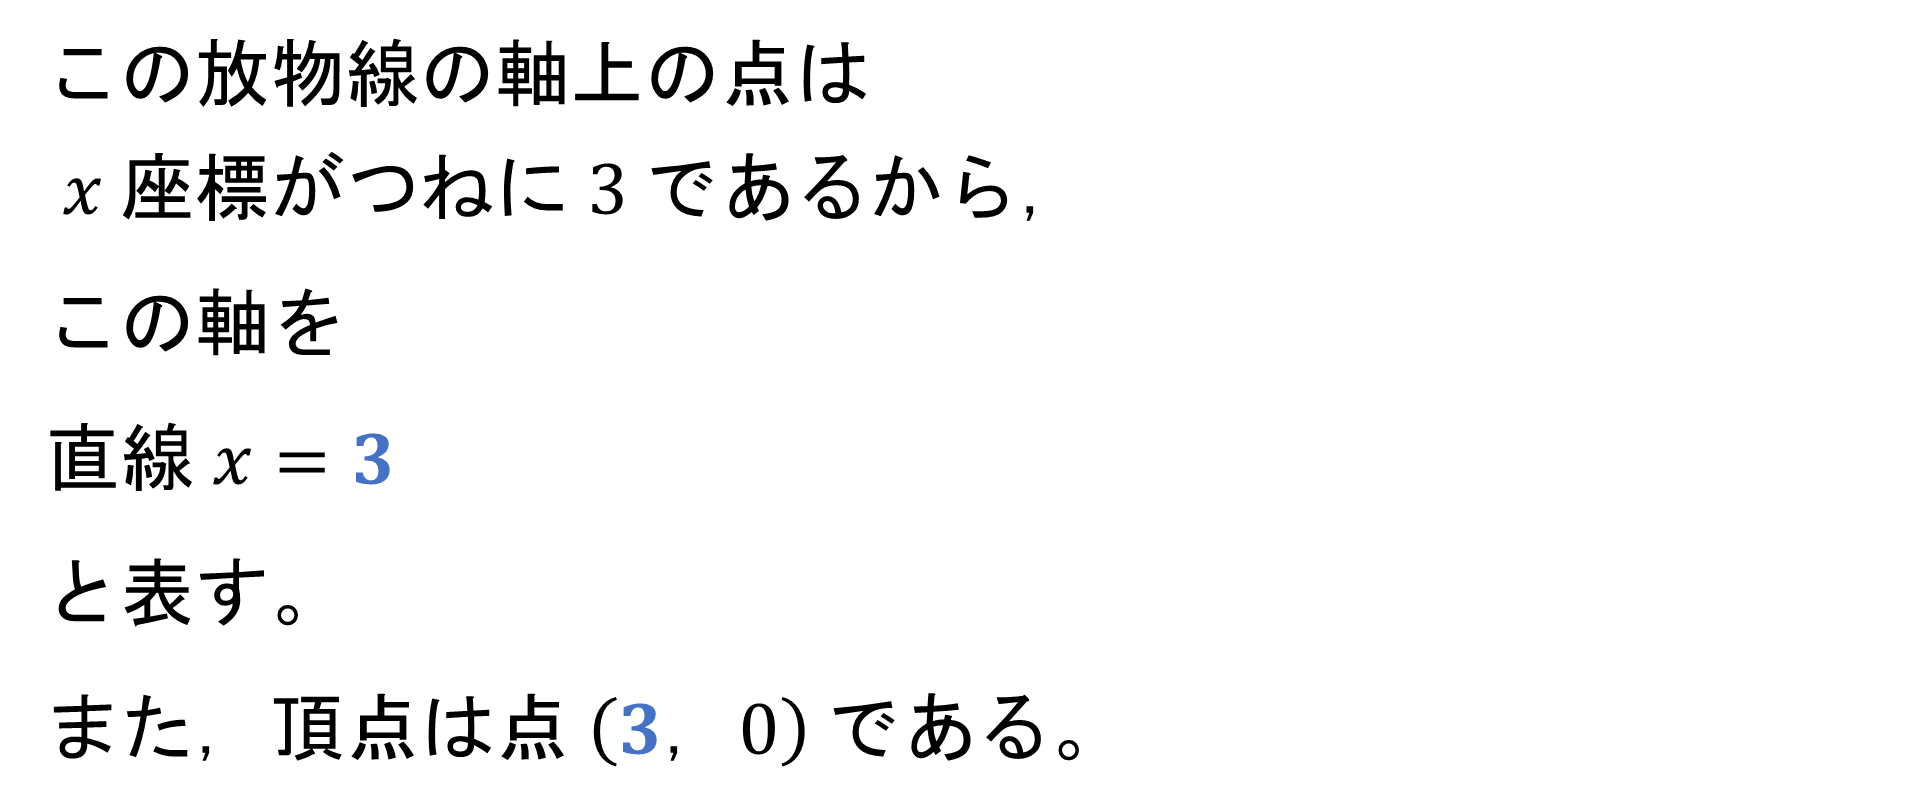 この放物線の軸上の点は
x 座標がつねに 3 であるから,
この軸を
直線 x = 3
と表す。
また, 頂点は点 (3, 0) である。